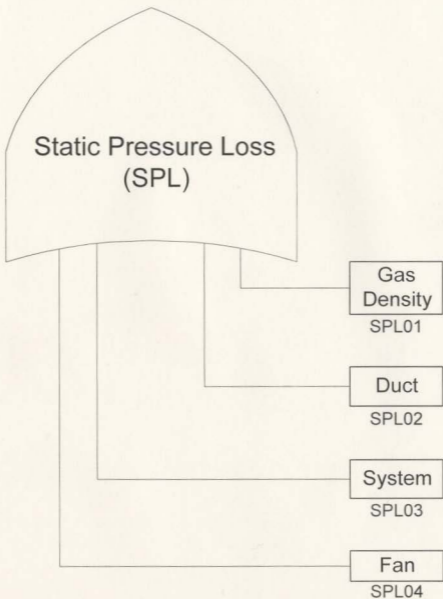 Static Pressure Loss
(SPL)
Gas
Density
SPL01
Duct
SPL02
System
SPL03
Fan
SPL04